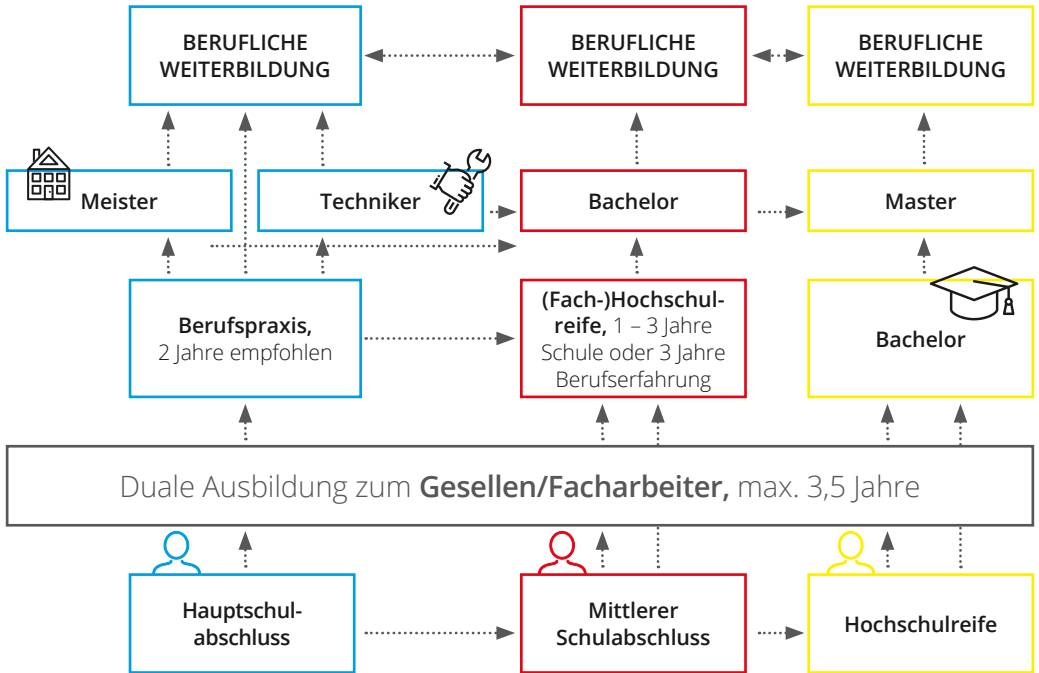 BERUFLICHE
WEITERBILDUNG
BERUFLICHE
WEITERBILDUNG
BERUFLICHE
WEITERBILDUNG
Meister
Techniker
Bachelor
Master
Berufspraxis,
2 Jahre empfohlen
(Fach-)Hochschul-
reife, 1 – 3 Jahre
Schule oder 3 Jahre
Berufserfahrung
Bachelor
Duale Ausbildung zum Gesellen/Facharbeiter, max. 3,5 Jahre
Hauptschul-
abschluss
Mittlerer
Schulabschluss
Hochschulreife